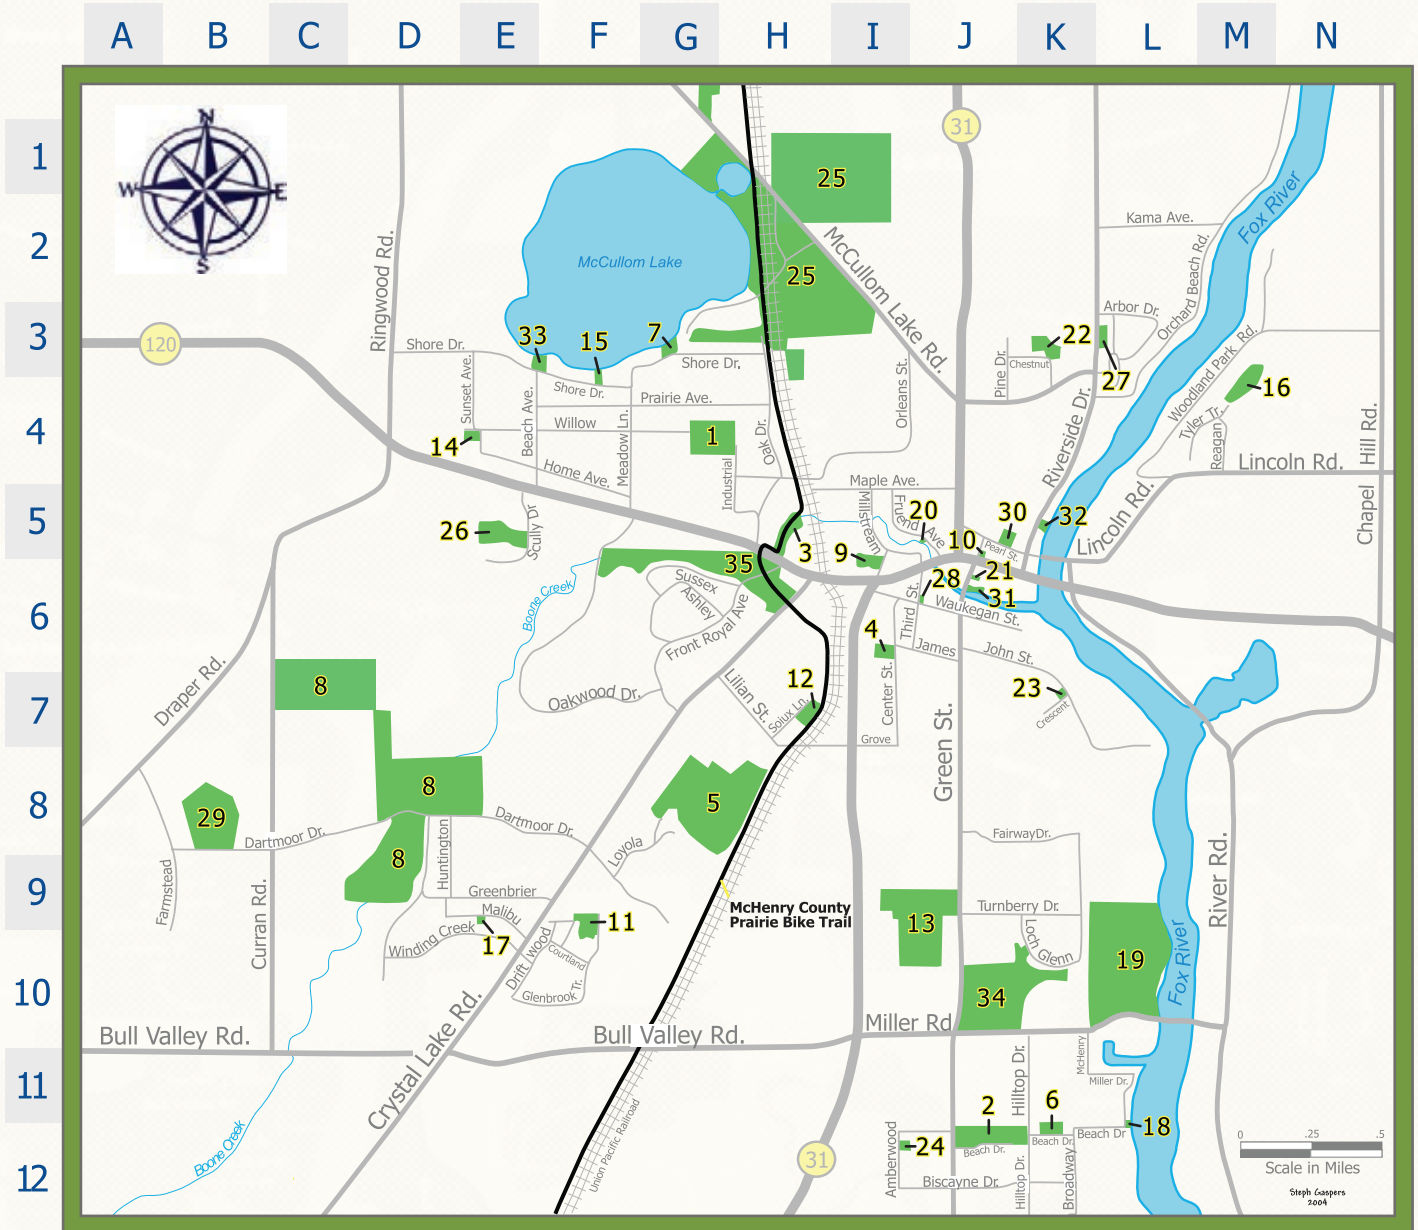 A B C D E F G H I J K L M N
1
2
3
4
5
6
7
8
9
10
11
12
N
W E
S
31
25
Kama Ave.
Fox River
McCullom Lake
25
McCullom Lake Rd.
Ringwood Rd.
Orchard Beach Rd.
Arbor Dr.
120
Shore Dr.
33
15
7
Shore Dr.
22
Pine Dr.
Chestnut
27
Woodland Park Rd.
16
Sunset Ave.
Shore Dr.
Prairie Ave.
Orleans St.
Beach Ave.
Willow
Meadow Ln.
1
Oak Dr.
Riverside Dr.
Tyler Tr.
Reagan
Chapel Hill Rd.
14
Home Ave.
Industrial
Maple Ave.
Lincoln Rd.
Lincoln Rd.
26
Scully Dr
Millstream
Friend Ave
20
30
32
3
9
10
Pearl St.
35
21
28
31
Boone Creek
Sussex
Ashley
Front Royal Ave
Third St.
Waukegan St.
4
James
John St.
Draper Rd.
8
Oakwood Dr.
Lilian St.
12
Soiux Ln.
Center St.
23
Crescent
Grove
Green St.
8
29
Dartmoor Dr.
5
Dartmoor Dr.
Huntington
Loyola
FairwayDr.
River Rd.
8
Farmstead
Curran Rd.
Greenbrier
Malibu
McHenry County
Prairie Bike Trail
Turnberry Dr.
13
17
11
Winding Creek
Drift wood
Courtland
Loch Glenn
19
Fox River
34
Glenbrook Tr.
Crystal Lake Rd.
Bull Valley Rd.
Bull Valley Rd.
Miller Rd
Hilltop Dr.
McHenry
Miller Dr.
2
6
18
Beach Dr
Beach Dr.
Beach Dr.
24
Amberwood
Biscayne Dr.
Hilltop Dr.
Broadway
Boone Creek
Union Pacific Railroad
31
0 .25 .5
Scale in Miles
Steph Gaspers
2004